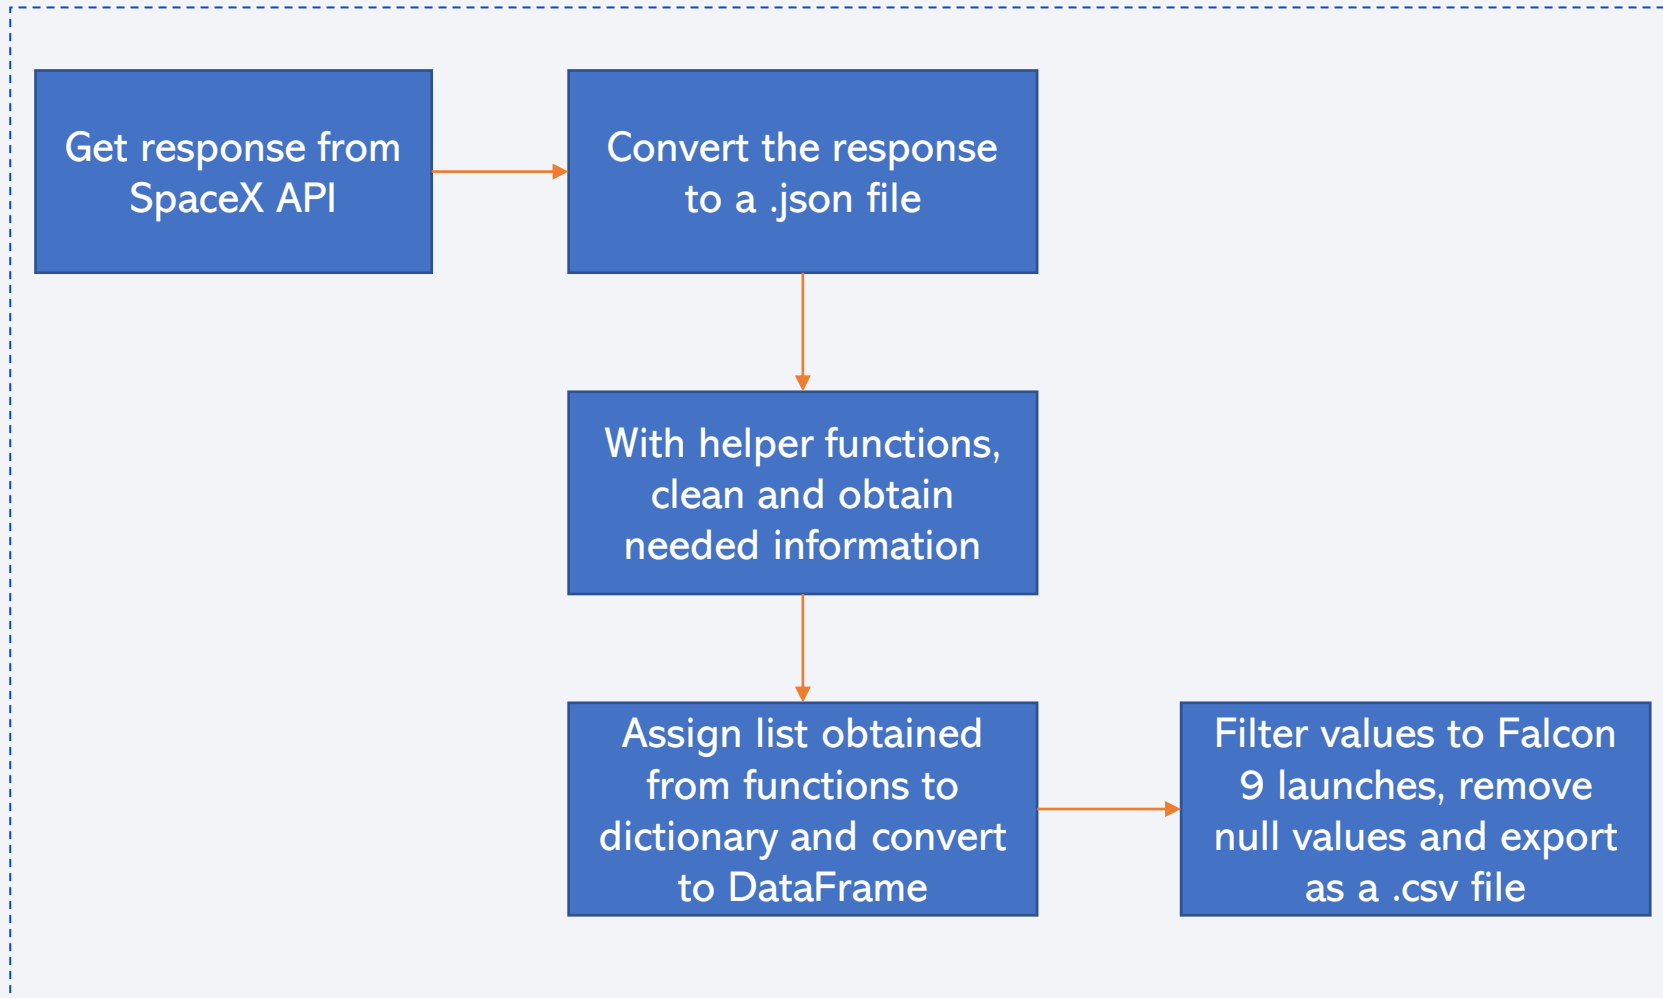 Get response from
SpaceX API
Convert the response
to a .json file
With helper functions,
clean and obtain
needed information
Assign list obtained
from functions to
dictionary and convert
to DataFrame
Filter values to Falcon
9 launches, remove
null values and export
as a .csv file